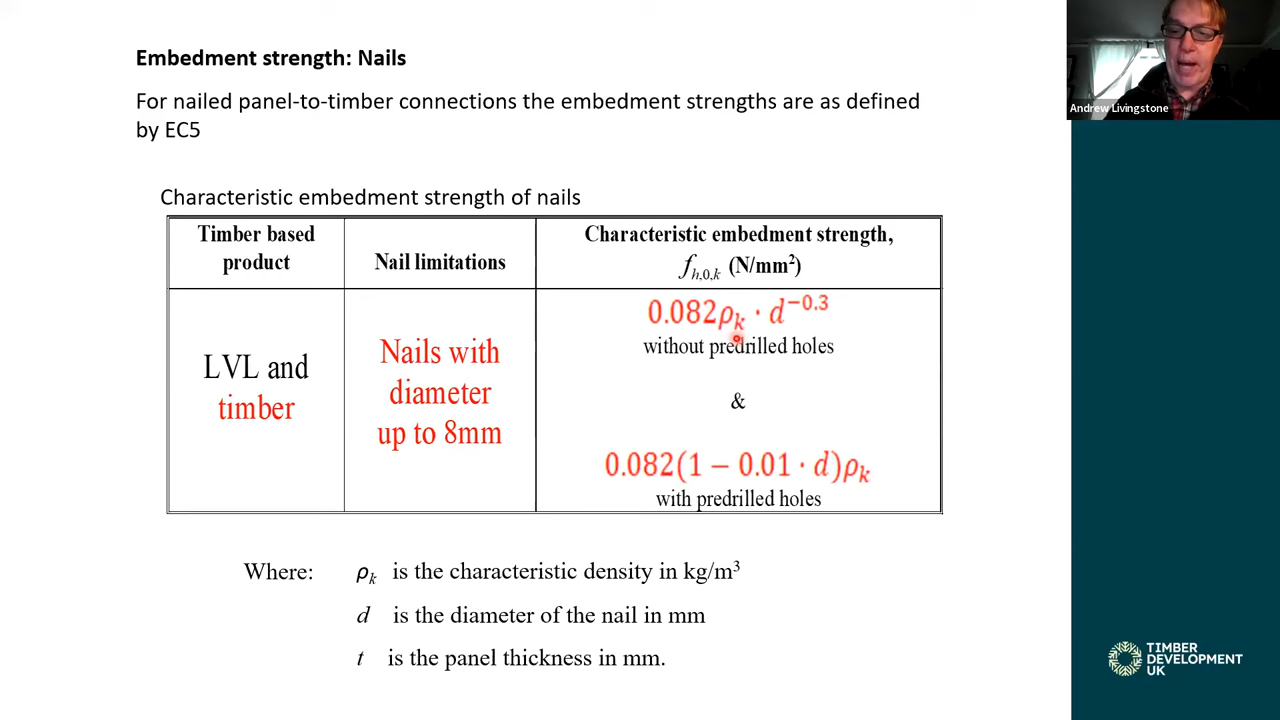 Embedment strength: Nails
For nailed panel-to-timber connections the embedment strengths are as defined
by EC5
Characteristic embedment strength of nails
Timber based
product
Nail limitations
Characteristic embedment strength,
f_{h,0,k} (N/mm²)
LVL and
timber
Nails with
diameter
up to 8mm
0.082ρ_k · d^{−0.3}
without predrilled holes
&
0.082(1 − 0.01 · d)ρ_k
with predrilled holes
Where: ρ_k is the characteristic density in kg/m³
d is the diameter of the nail in mm
t is the panel thickness in mm.
Andrew Livingstone
TIMBER
DEVELOPMENT
UK